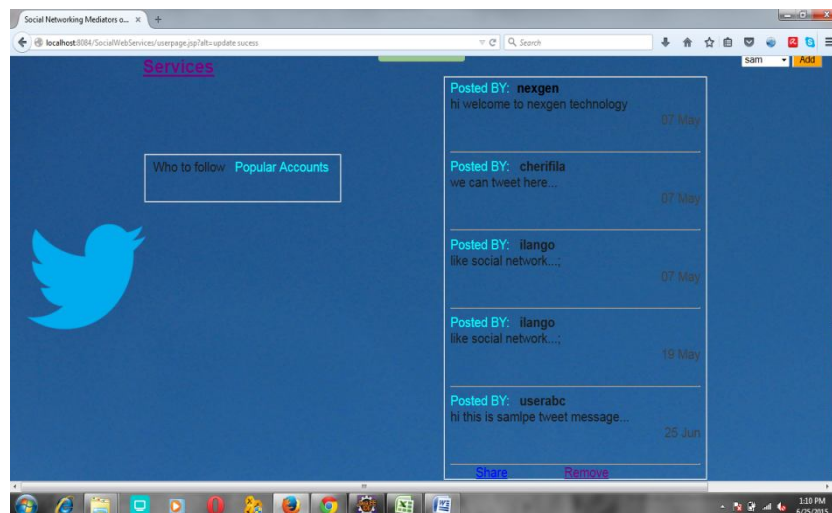 Social Networking Mediators o... × +
localhost:8084/SocialWebServices/userpage.jsp?alt=update sucess
Search
Services
sam Add
Posted BY: nexgen
hi welcome to nexgen technology
07 May
Who to follow Popular Accounts
Posted BY: cherifila
we can tweet here...
07 May
Posted BY: ilango
like social network...;
07 May
Posted BY: ilango
like social network...;
19 May
Posted BY: userabc
hi this is samlpe tweet message...
25 Jun
Share Remove
1:10 PM
6/25/2015